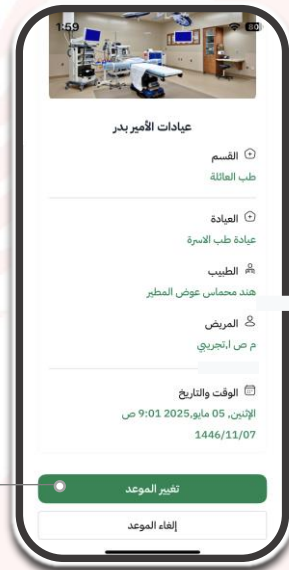 1:59
80
عيادات الأمير بدر
القسم
طب العائلة
العيادة
عيادة طب الاسرة
الطبيب
هند محماس عوض المطير
المريض
م ص ا,تجريبي
الوقت والتاريخ
الإثنين, 05 مايو,2025 9:01 ص
1446/11/07
تغيير الموعد
إلغاء الموعد